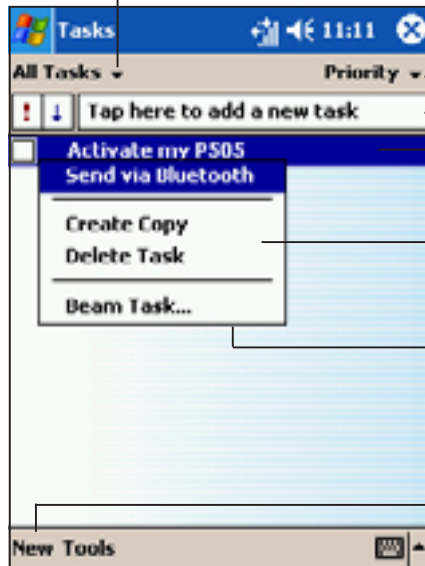 Tasks 11:11
All Tasks Priority
! Tap here to add a new task
Activate my P505
Send via Bluetooth
Create Copy
Delete Task
Beam Task...
New Tools